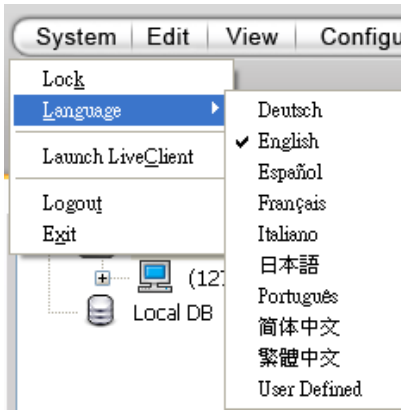 System Edit View Configu
Lock
Language
Launch LiveClient
Logout
Exit
Deutsch
English
Español
Français
Italiano
日本語
Português
简体中文
繁體中文
User Defined
(127
Local DB